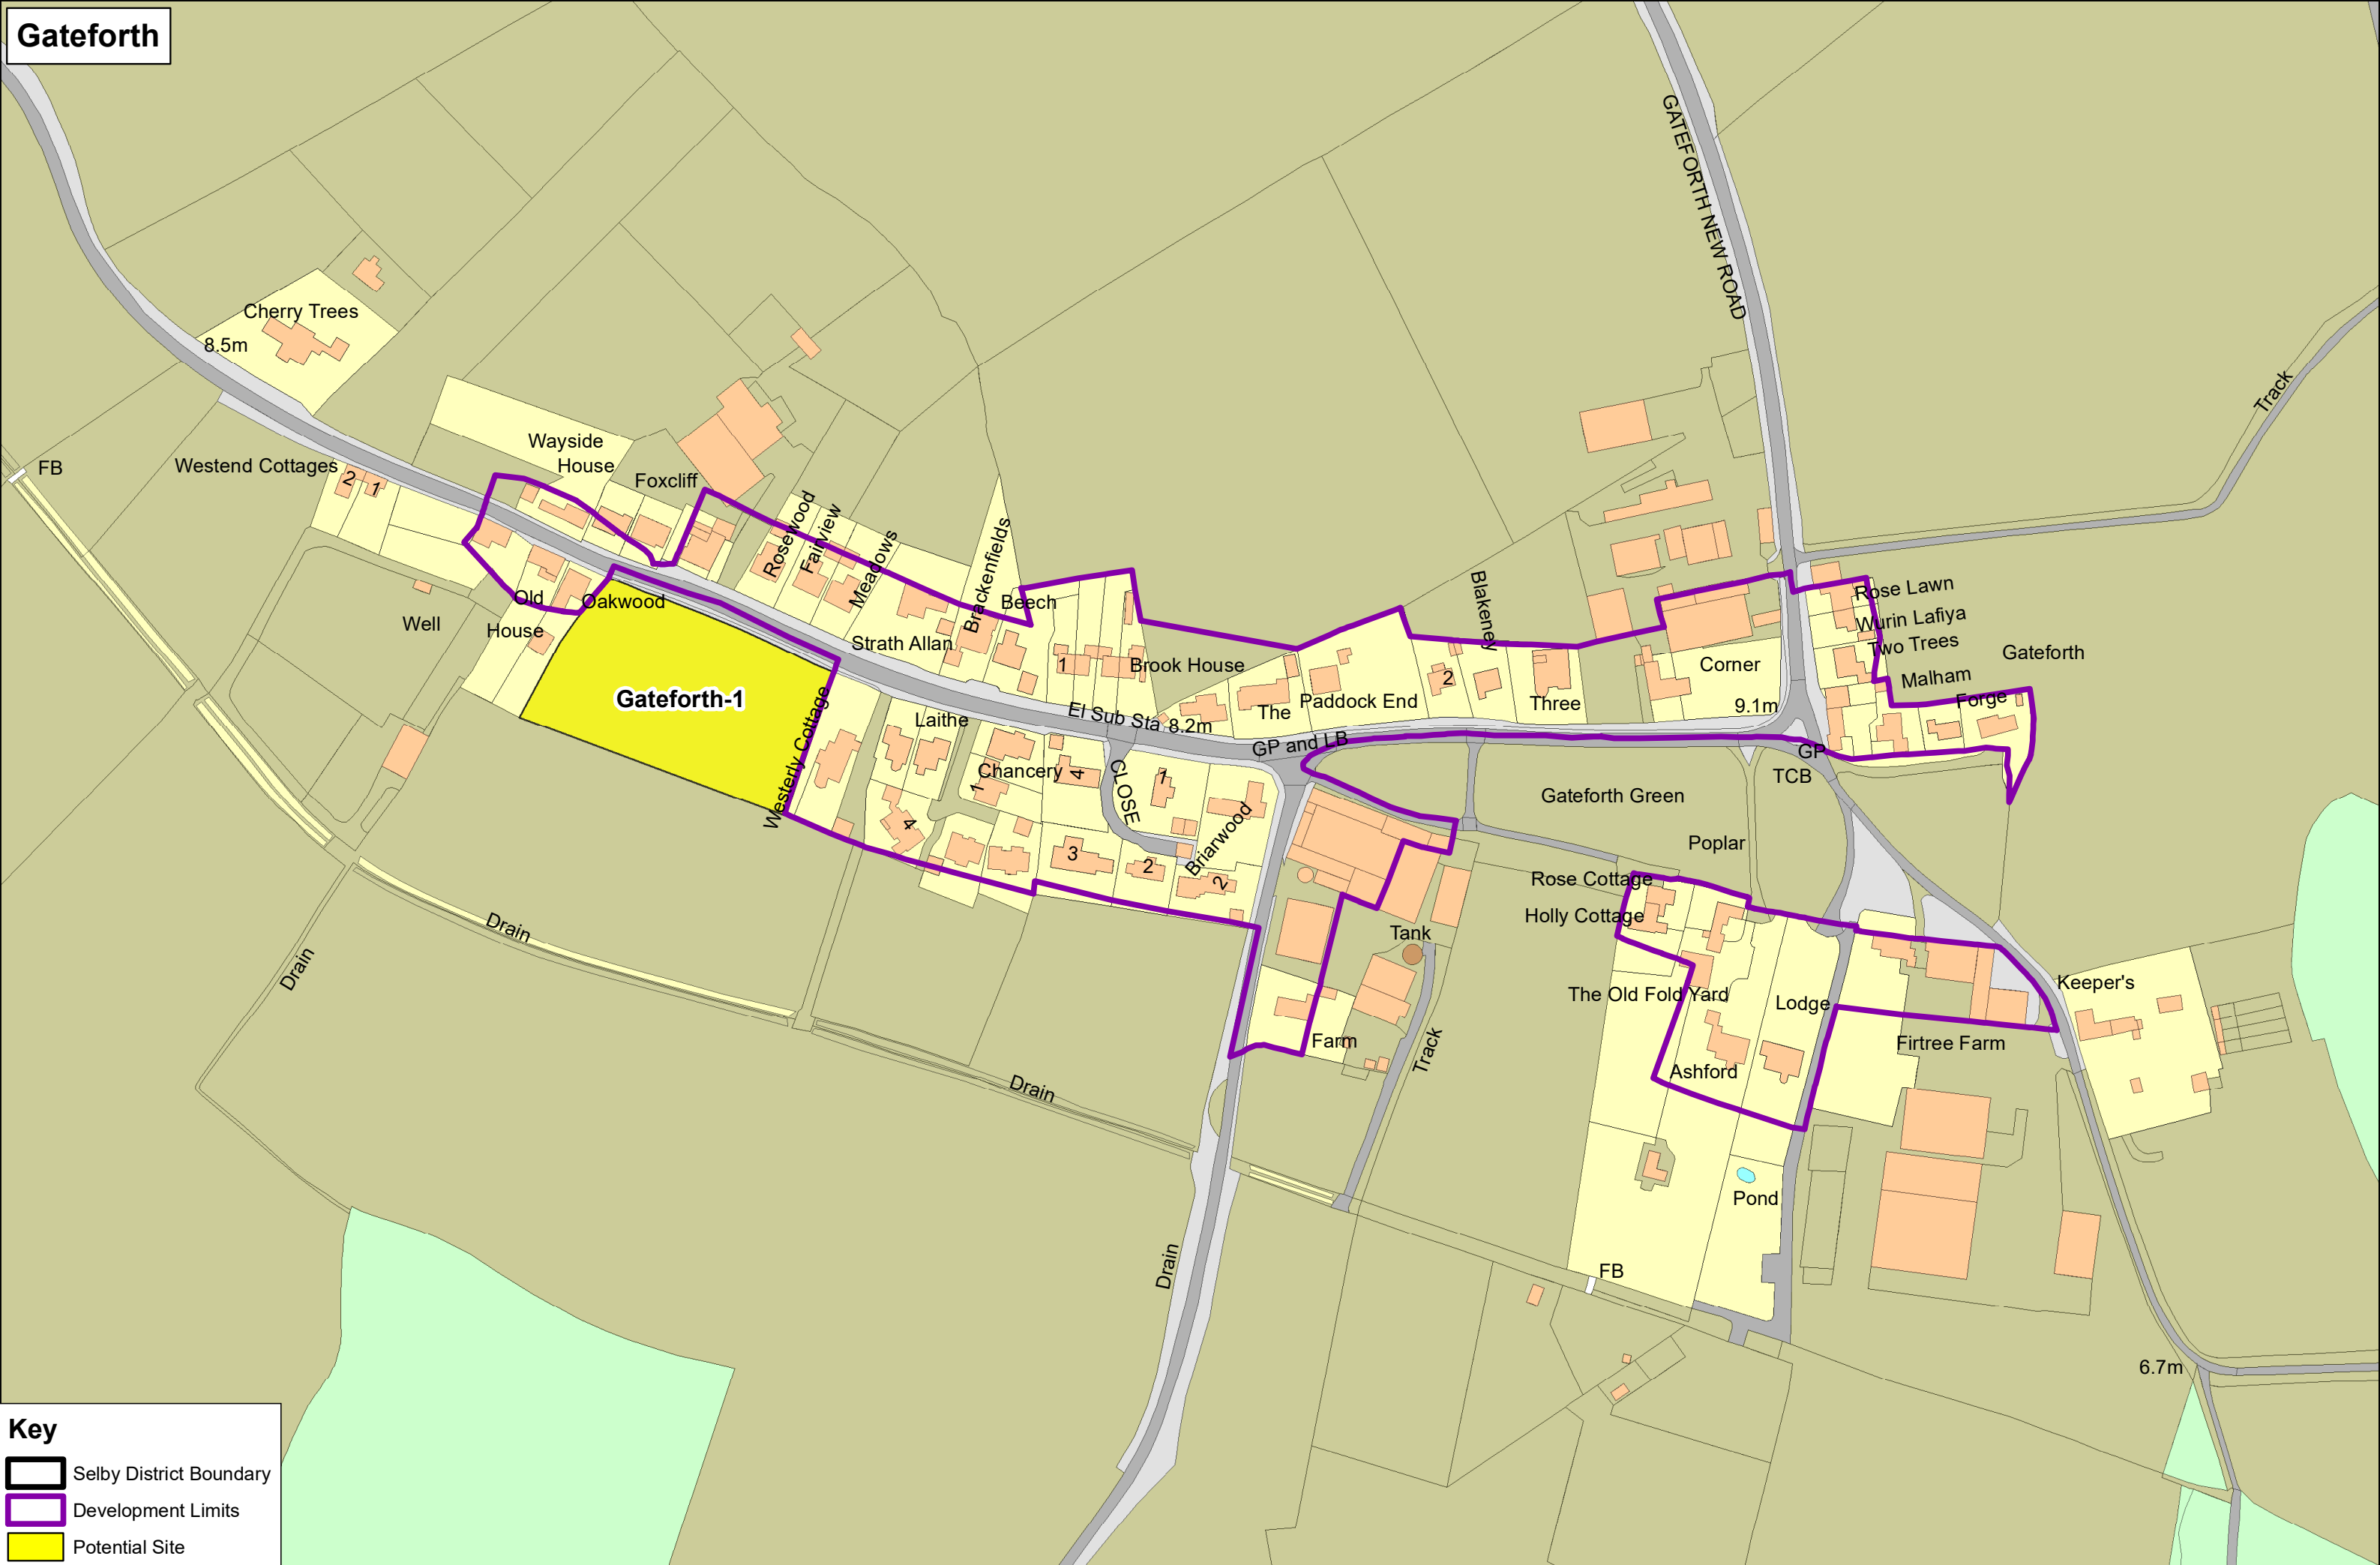 Gateforth
GATEFORTH NEW ROAD
Cherry Trees
8.5m
Track
FB
Westend Cottages
2
1
Wayside
House
Foxcliff
Rosewood
Fairview
Meadows
Brackenfields
Beech
Blakeney
Rose Lawn
Wurin Lafiya
Two Trees
Malham
Gateforth
Forge
Well
Old
House
Oakwood
Strath Allan
1
Brook House
2
Corner
Gateforth-1
Westerly Cottage
Laithe
El Sub Sta
8.2m
The
Paddock End
Three
9.1m
GP and LB
GP
TCB
Chancery
1
4
CLOSE
1
Gateforth Green
Poplar
4
3
2
Briarwood
2
Rose Cottage
Holly Cottage
Tank
Drain
Drain
The Old Fold Yard
Lodge
Keeper's
Farm
Track
Ashford
Firtree Farm
Drain
Pond
Drain
FB
6.7m
Key
Selby District Boundary
Development Limits
Potential Site